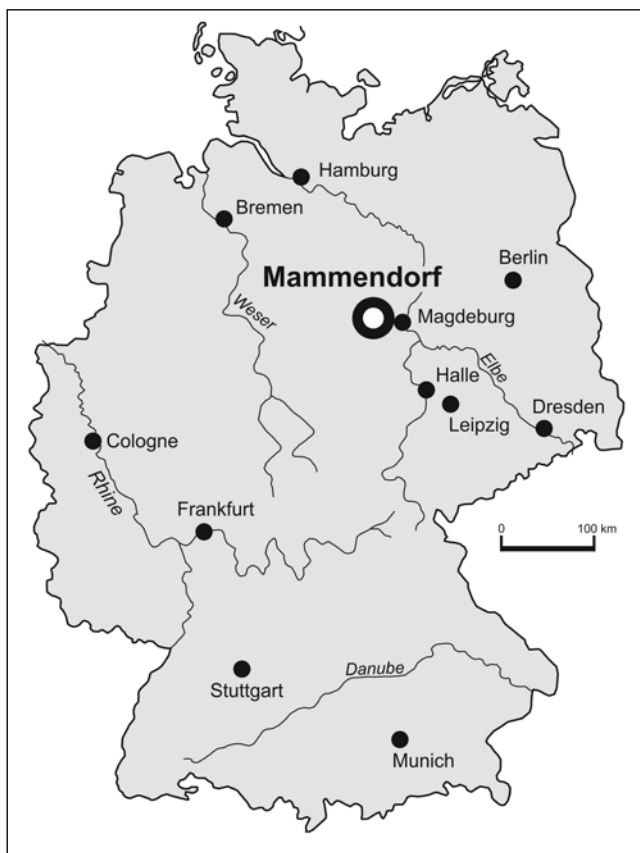 Hamburg
Bremen
Berlin
Mammendorf
Weser
Magdeburg
Elbe
Halle
Leipzig
Dresden
Cologne
Rhine
Frankfurt
0 100 km
Danube
Stuttgart
Munich